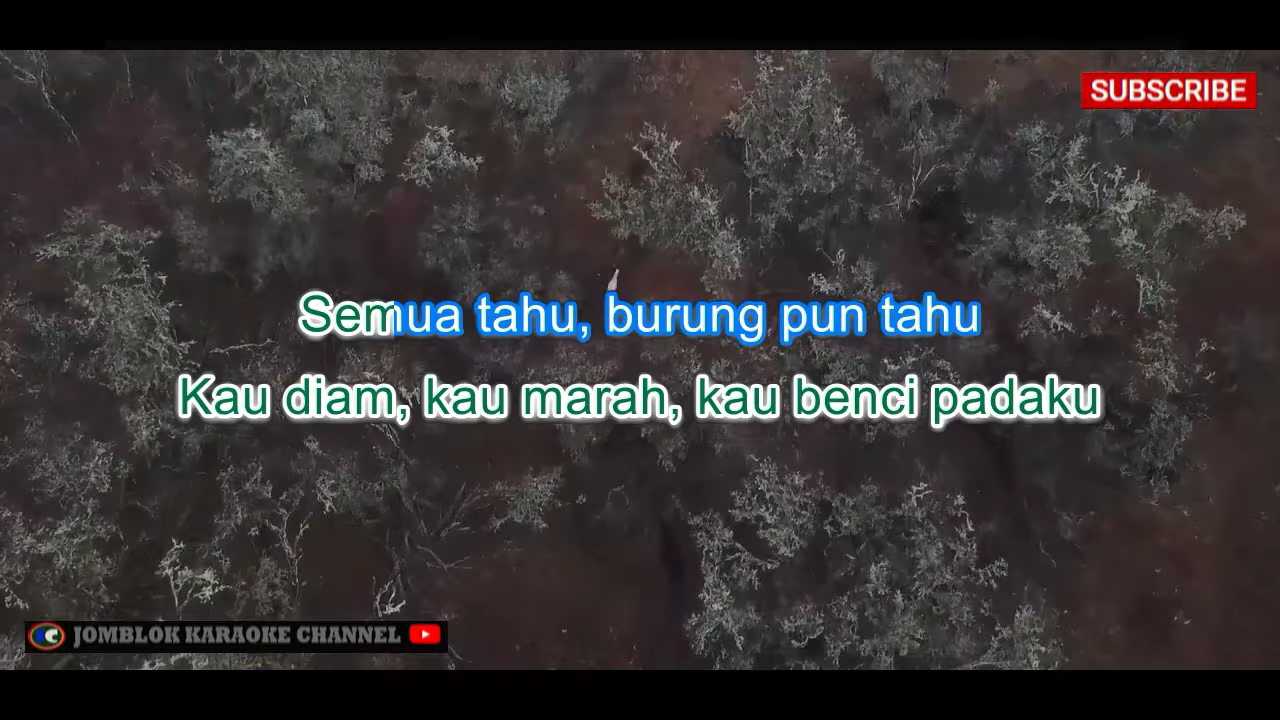 SUBSCRIBE
Semua tahu, burung pun tahu
Kau diam, kau marah, kau benci padaku
JOMBLOK KARAOKE CHANNEL